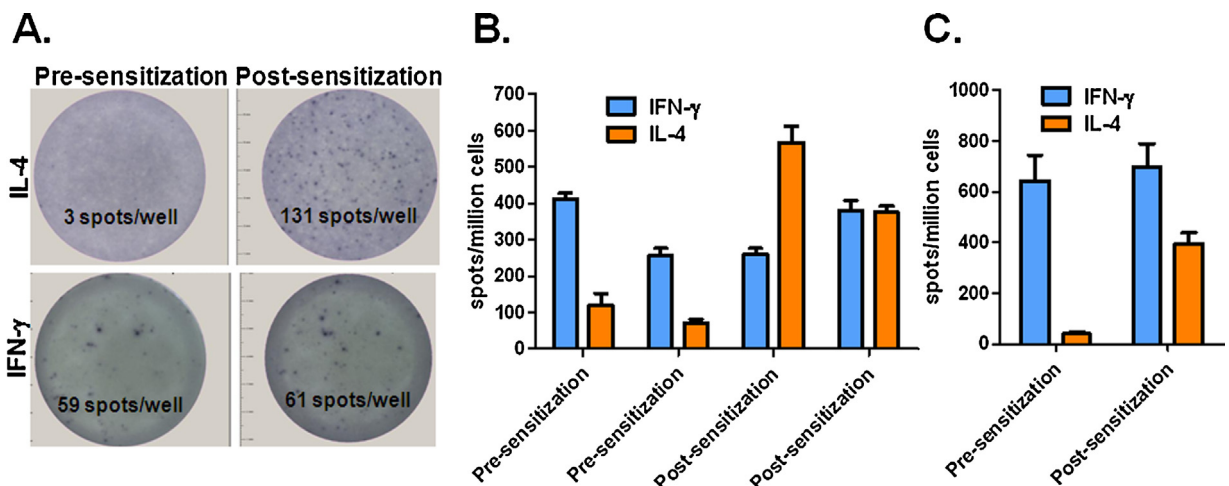 A.
Pre-sensitization Post-sensitization
IL-4
3 spots/well
131 spots/well
IFN-γ
59 spots/well
61 spots/well
B.
IFN-γ
IL-4
spots/million cells
700
600
500
400
300
200
100
0
Pre-sensitization
Pre-sensitization
Post-sensitization
Post-sensitization
C.
IFN-γ
IL-4
spots/million cells
1000
800
600
400
200
0
Pre-sensitization
Post-sensitization